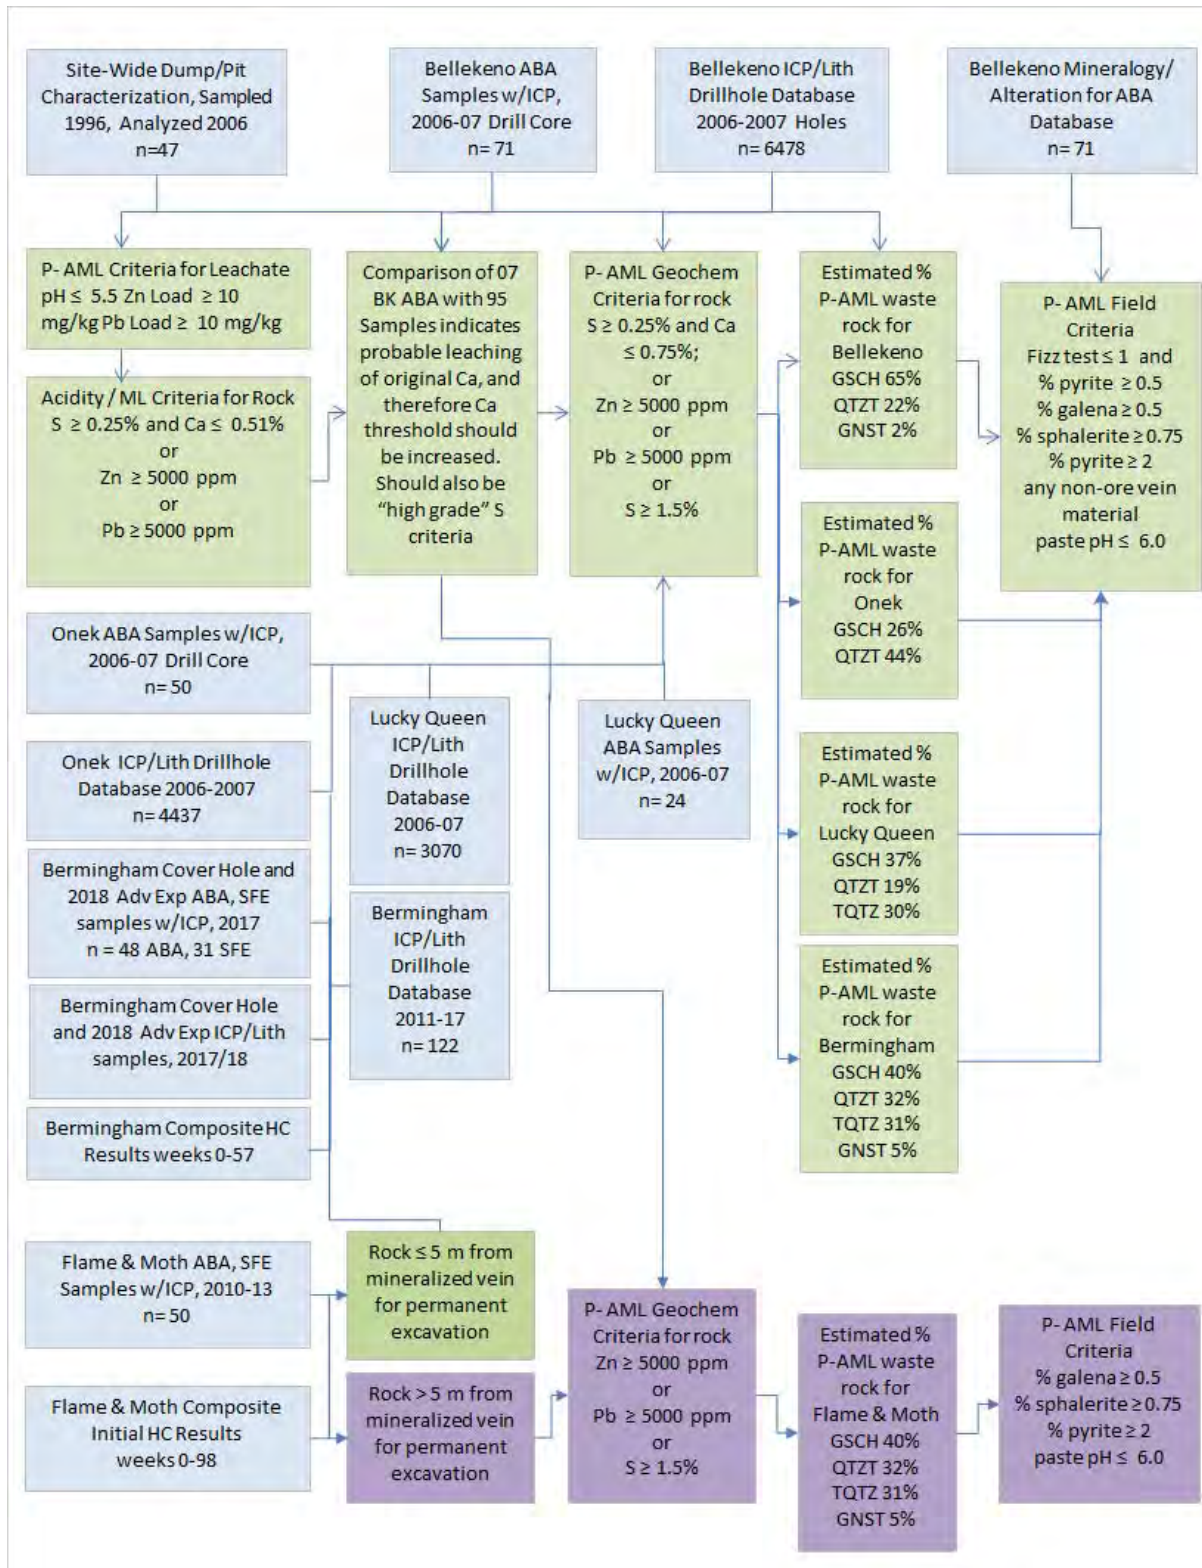 Site-Wide Dump/Pit
Characterization, Sampled
1996, Analyzed 2006
n=47
Bellekeno ABA
Samples w/ICP,
2006-07 Drill Core
n= 71
Bellekeno ICP/Lith
Drillhole Database
2006-2007 Holes
n= 6478
Bellekeno Mineralogy/
Alteration for ABA
Database
n= 71
P- AML Criteria for Leachate
pH ≤ 5.5 Zn Load ≥ 10
mg/kg Pb Load ≥ 10 mg/kg
Acidity / ML Criteria for Rock
S ≥ 0.25% and Ca ≤ 0.51%
or
Zn ≥ 5000 ppm
or
Pb ≥ 5000 ppm
Comparison of 07
BK ABA with 95
Samples indicates
probable leaching
of original Ca, and
therefore Ca
threshold should
be increased.
Should also be
“high grade” S
criteria
P- AML Geochem
Criteria for rock
S ≥ 0.25% and Ca
≤ 0.75%;
or
Zn ≥ 5000 ppm
or
Pb ≥ 5000 ppm
or
S ≥ 1.5%
Estimated %
P-AML waste
rock for
Bellekeno
GSCH 65%
QTZT 22%
GNST 2%
P- AML Field
Criteria
Fizz test ≤ 1 and
% pyrite ≥ 0.5
% galena ≥ 0.5
% sphalerite ≥ 0.75
% pyrite ≥ 2
any non-ore vein
material
paste pH ≤ 6.0
Estimated %
P-AML waste
rock for
Onek
GSCH 26%
QTZT 44%
Onek ABA Samples w/ICP,
2006-07 Drill Core
n= 50
Onek ICP/Lith Drillhole
Database 2006-2007
n= 4437
Lucky Queen
ICP/Lith
Drillhole
Database
2006-07
n= 3070
Lucky Queen
ABA Samples
w/ICP, 2006-07
n= 24
Estimated %
P-AML waste
rock for
Lucky Queen
GSCH 37%
QTZT 19%
TQTZ 30%
Bermingham Cover Hole and
2018 Adv Exp ABA, SFE
samples w/ICP, 2017
n = 48 ABA, 31 SFE
Bermingham
ICP/Lith
Drillhole
Database
2011-17
n= 122
Bermingham Cover Hole
and 2018 Adv Exp ICP/Lith
samples, 2017/18
Estimated %
P-AML waste
rock for
Bermingham
GSCH 40%
QTZT 32%
TQTZ 31%
GNST 5%
Bermingham Composite HC
Results weeks 0-57
Flame & Moth ABA, SFE
Samples w/ICP, 2010-13
n= 50
Rock ≤ 5 m from
mineralized vein
for permanent
excavation
Flame & Moth Composite
Initial HC Results
weeks 0-98
Rock > 5 m from
mineralized vein
for permanent
excavation
P- AML Geochem
Criteria for rock
Zn ≥ 5000 ppm
or
Pb ≥ 5000 ppm
or
S ≥ 1.5%
Estimated %
P-AML waste
rock for
Flame & Moth
GSCH 40%
QTZT 32%
TQTZ 31%
GNST 5%
P- AML Field
Criteria
% galena ≥ 0.5
% sphalerite ≥ 0.75
% pyrite ≥ 2
paste pH ≤ 6.0